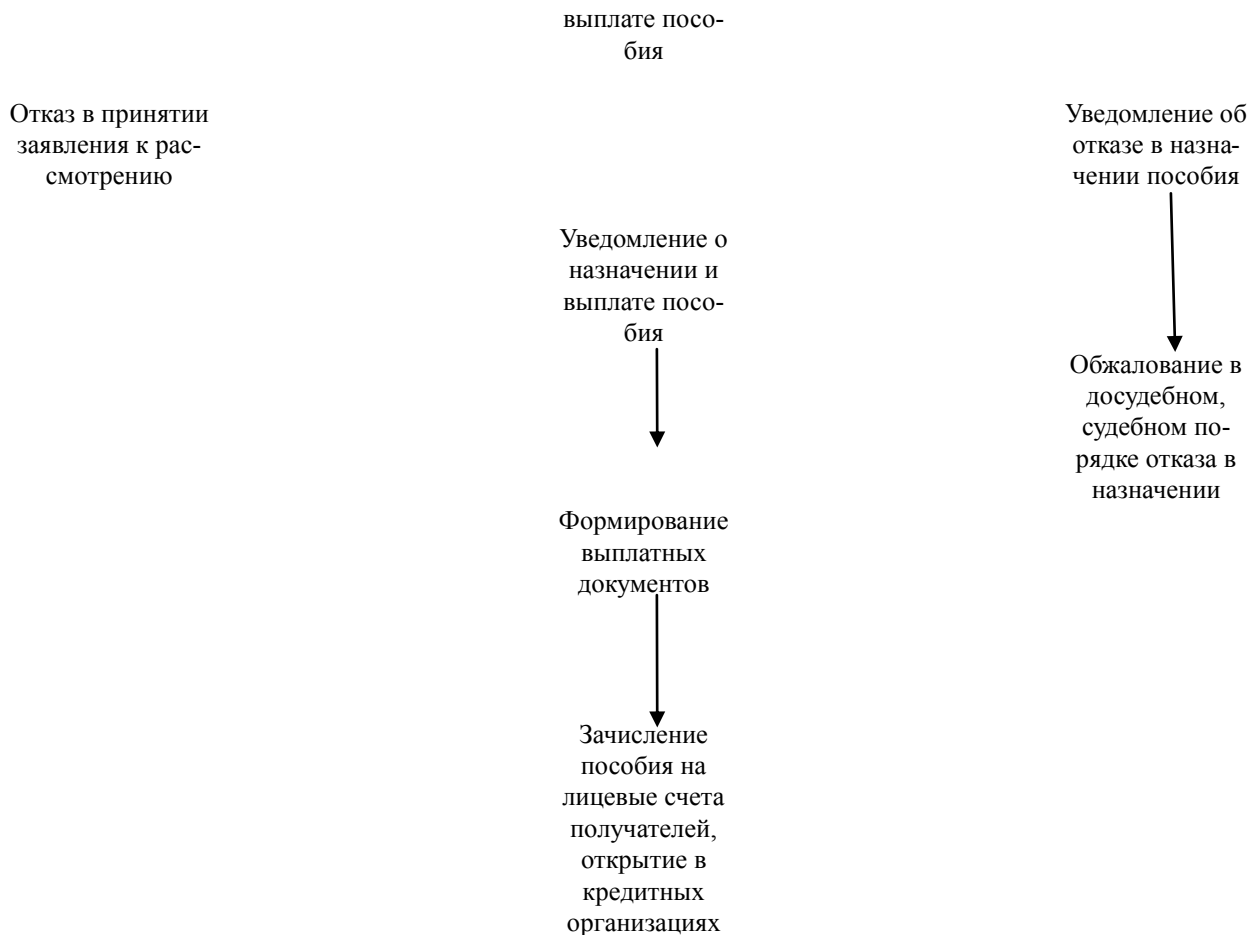 выплате посо-
бия
Отказ в принятии
заявления к рас-
смотрению
Уведомление об
отказе в назна-
чении пособия
Уведомление о
назначении и
выплате посо-
бия
Обжалование в
досудебном,
судебном по-
рядке отказа в
назначении
Формирование
выплатных
документов
Зачисление
пособия на
лицевые счета
получателей,
открытие в
кредитных
организациях